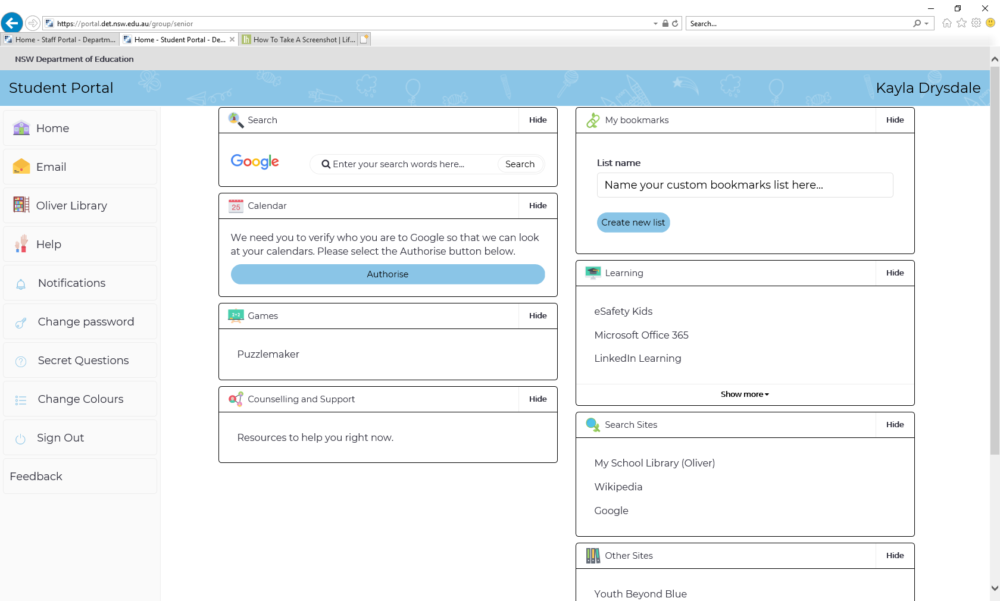 https://portal.det.nsw.edu.au/group/senior
Search...
Home - Staff Portal - Departm...
Home - Student Portal - De...
How To Take A Screenshot | Lif...
NSW Department of Education
Student Portal
Kayla Drysdale
Home
Email
Oliver Library
Help
Notifications
Change password
Secret Questions
Change Colours
Sign Out
Feedback
Search
Hide
Google
Enter your search words here...
Search
25
Calendar
Hide
We need you to verify who you are to Google so that we can look
at your calendars. Please select the Authorise button below.
Authorise
2×2
Games
Hide
Puzzlemaker
Counselling and Support
Hide
Resources to help you right now.
My bookmarks
Hide
List name
Name your custom bookmarks list here...
Create new list
Learning
Hide
eSafety Kids
Microsoft Office 365
LinkedIn Learning
Show more
Search Sites
Hide
My School Library (Oliver)
Wikipedia
Google
Other Sites
Hide
Youth Beyond Blue